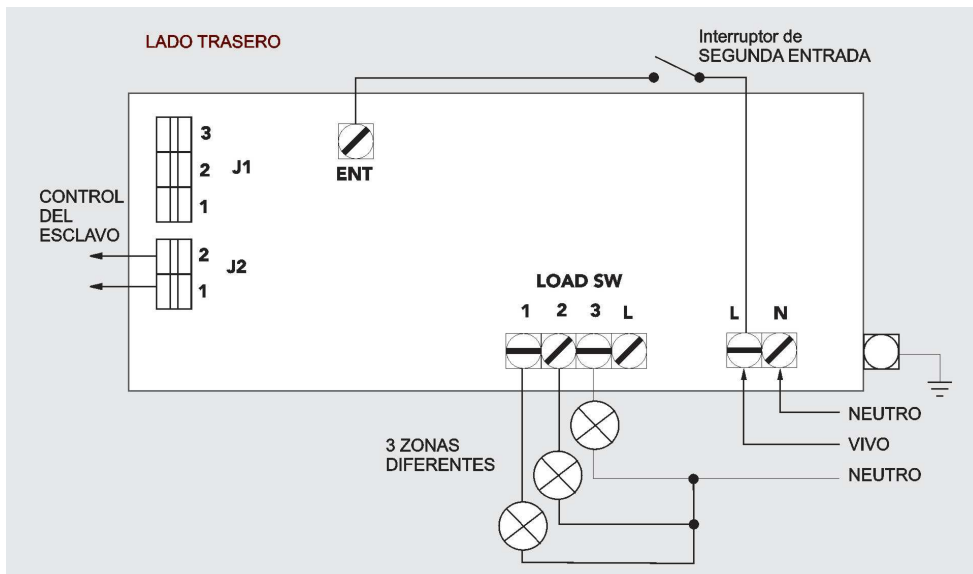 LADO TRASERO
Interruptor de
SEGUNDA ENTRADA
3
2
J1
1
ENT
CONTROL
DEL
ESCLAVO
2
J2
1
LOAD SW
1 2 3 L
L N
NEUTRO
VIVO
NEUTRO
3 ZONAS
DIFERENTES